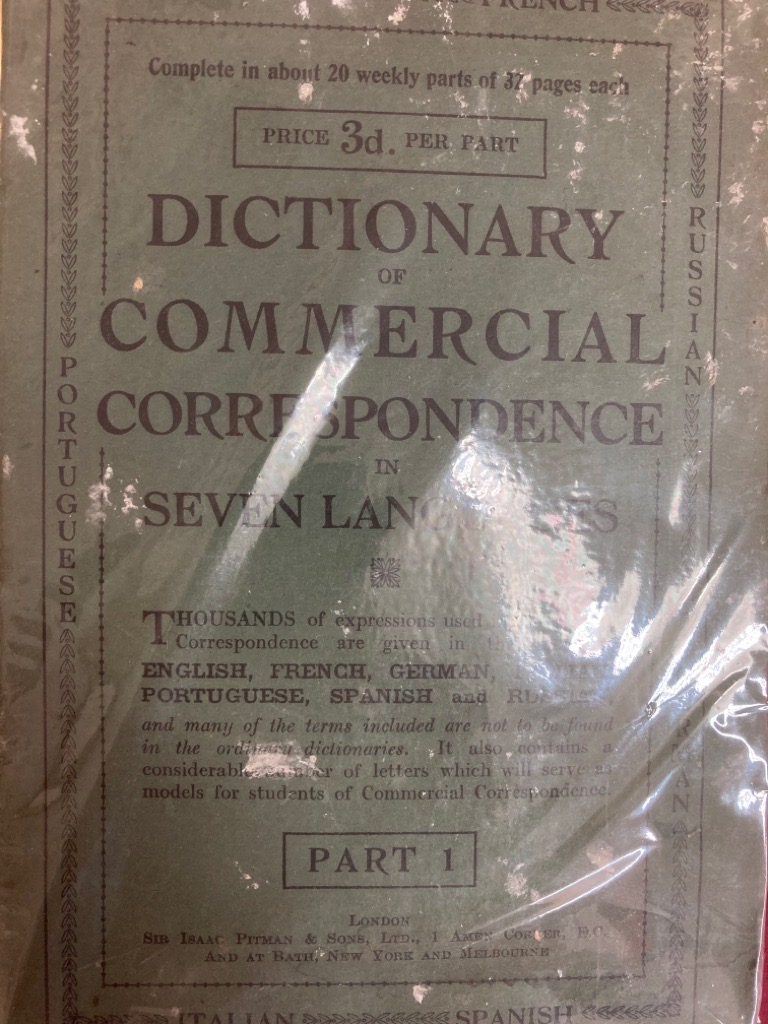 FRENCH
Complete in about 20 weekly parts of 32 pages each
PRICE 3d. PER PART
DICTIONARY
OF
COMMERCIAL
CORRESPONDENCE
IN
SEVEN
THOUSANDS of expressions used
Correspondence are given in
ENGLISH, FRENCH, GERMAN,
PORTUGUESE, SPANISH and
and many of the terms included are not to be found
in the ordinary dictionaries. It also contains a
considerable number of letters which will serve as
models for students of Commercial Correspondence.
PART 1
LONDON
SIR ISAAC PITMAN & SONS, LTD., 1 AMEN CORNER, E.C.
AND AT BATH, NEW YORK AND MELBOURNE
PORTUGUESE
RUSSIAN
ITALIAN SPANISH